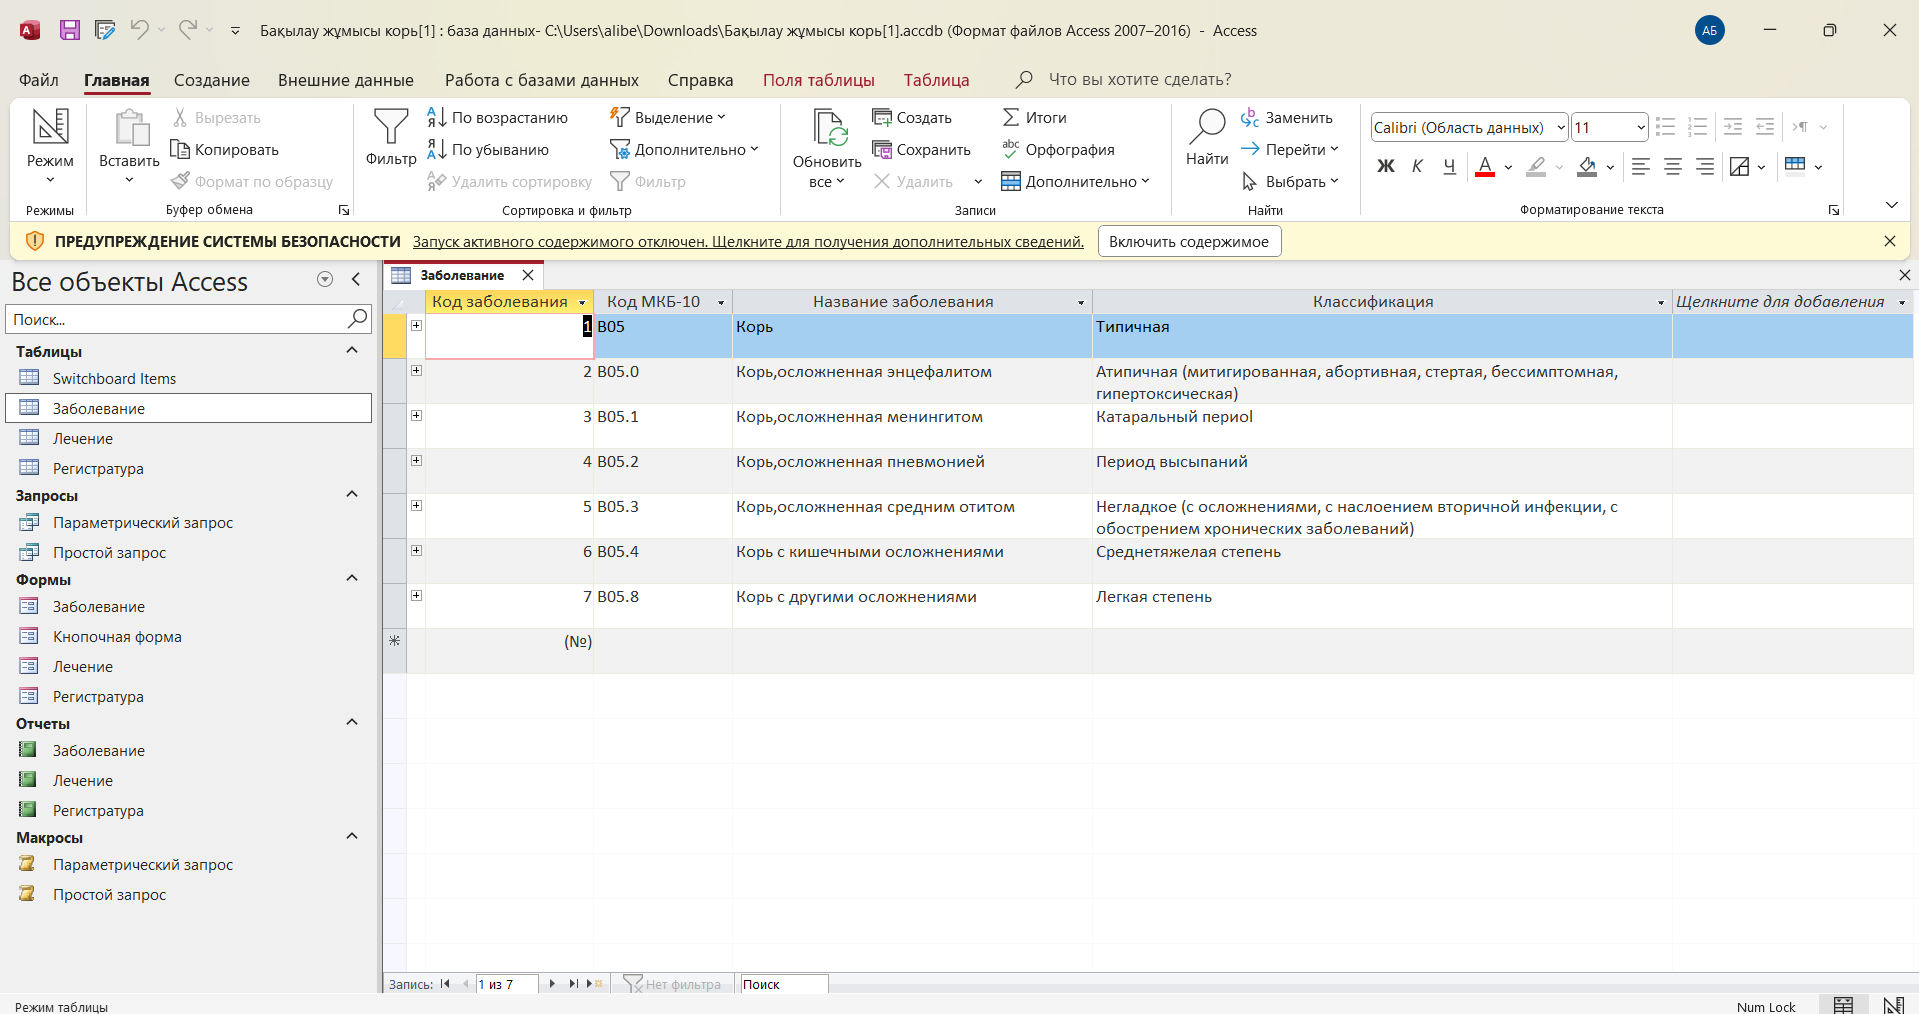 Бақылау жұмысы корь[1] : база данных- C:\Users\alibe\Downloads\Бақылау жұмысы корь[1].accdb (Формат файлов Access 2007–2016) - Access
АБ
Файл Главная Создание Внешние данные Работа с базами данных Справка Поля таблицы Таблица Что вы хотите сделать?
Режим
Режимы
Вставить
Вырезать
Копировать
Формат по образцу
Буфер обмена
Фильтр
По возрастанию
По убыванию
Удалить сортировку
Выделение
Дополнительно
Фильтр
Сортировка и фильтр
Обновить
все
Создать
Сохранить
Удалить
Итоги
Орфография
Дополнительно
Записи
Найти
Заменить
Перейти
Выбрать
Найти
Calibri (Область данных) 11
Ж К Ч А
Форматирование текста
ПРЕДУПРЕЖДЕНИЕ СИСТЕМЫ БЕЗОПАСНОСТИ Запуск активного содержимого отключен. Щелкните для получения дополнительных сведений. Включить содержимое
Все объекты Access
Поиск...
Таблицы
Switchboard Items
Заболевание
Лечение
Регистратура
Запросы
Параметрический запрос
Простой запрос
Формы
Заболевание
Кнопочная форма
Лечение
Регистратура
Отчеты
Заболевание
Лечение
Регистратура
Макросы
Параметрический запрос
Простой запрос
Заболевание
Код заболевания Код МКБ-10 Название заболевания Классификация Щелкните для добавления
1 B05 Корь Типичная
2 B05.0 Корь,осложненная энцефалитом Атипичная (митигированная, абортивная, стертая, бессимптомная,
гипертоксическая)
3 B05.1 Корь,осложненная менингитом Катаральный периоl
4 B05.2 Корь,осложненная пневмонией Период высыпаний
5 B05.3 Корь,осложненная средним отитом Негладкое (с осложнениями, с наслоением вторичной инфекции, с
обострением хронических заболеваний)
6 B05.4 Корь с кишечными осложнениями Среднетяжелая степень
7 B05.8 Корь с другими осложнениями Легкая степень
(№)
Запись: 1 из 7 Нет фильтра Поиск
Режим таблицы
Num Lock